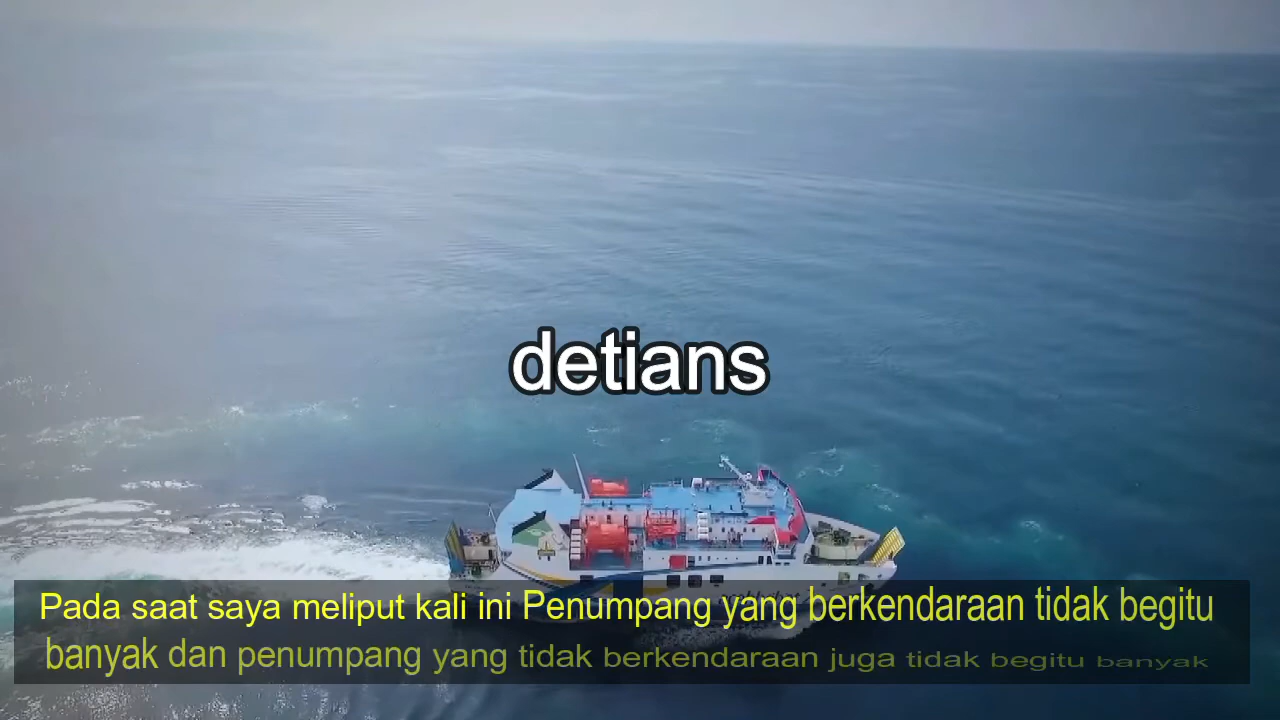 detians
Pada saat saya meliput kali ini Penumpang yang berkendaraan tidak begitu
banyak dan penumpang yang tidak berkendaraan juga tidak begitu banyak